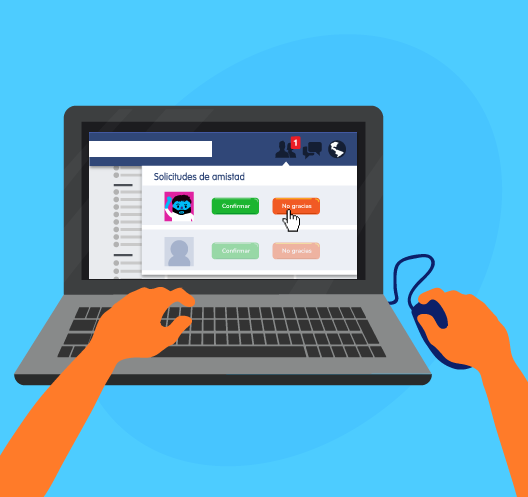 1
Solicitudes de amistad
Confirmar No gracias
Confirmar No gracias